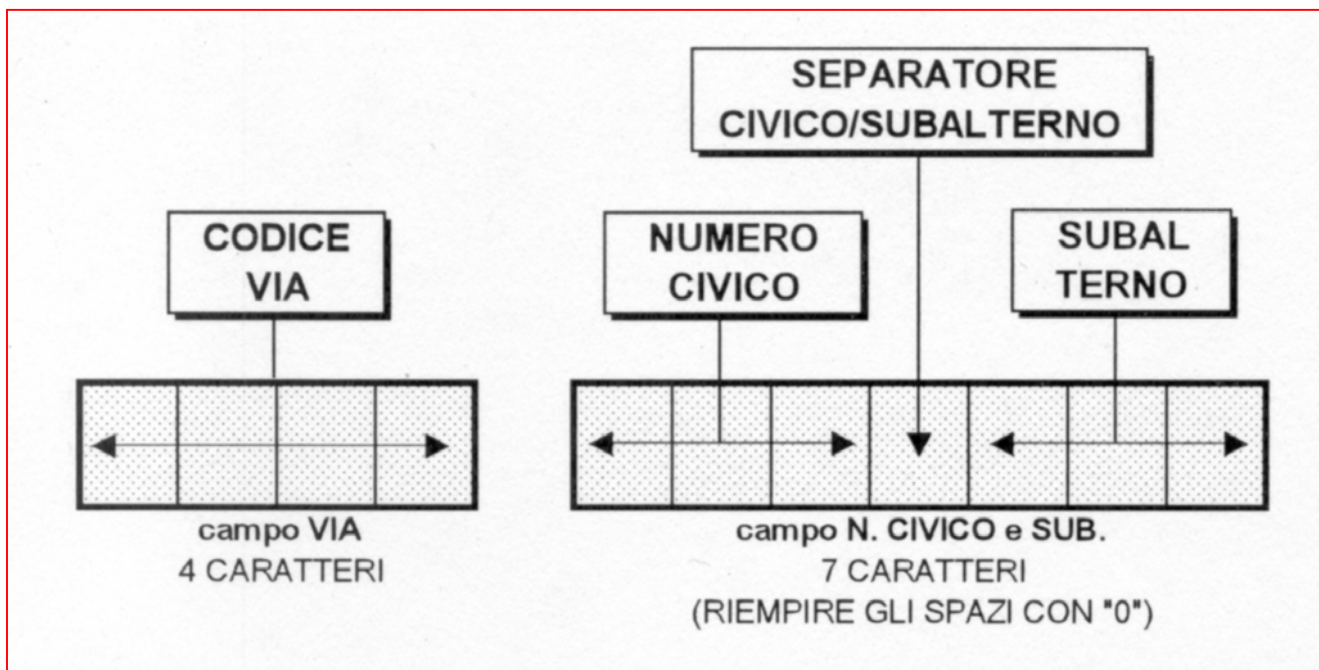 SEPARATORE
CIVICO/SUBALTERNO
CODICE
VIA
NUMERO
CIVICO
SUBAL
TERNO
campo VIA
4 CARATTERI
campo N. CIVICO e SUB.
7 CARATTERI
(RIEMPIRE GLI SPAZI CON "0")